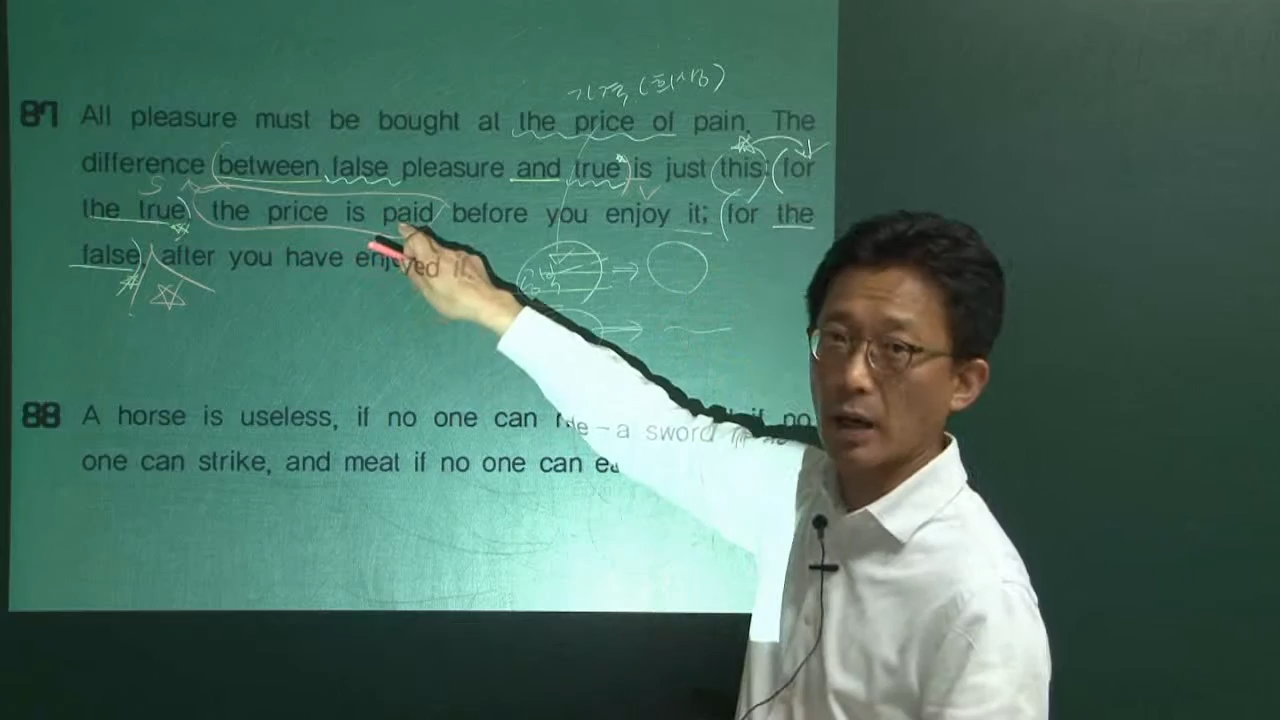 가격 (희생)
87 All pleasure must be bought at the price of pain. The
difference between false pleasure and true is just this: for
S
the true, the price is paid before you enjoy it; for the
false, after you have enjoyed it.
88 A horse is useless, if no one can – a sword if no
one can strike, and meat if no one can